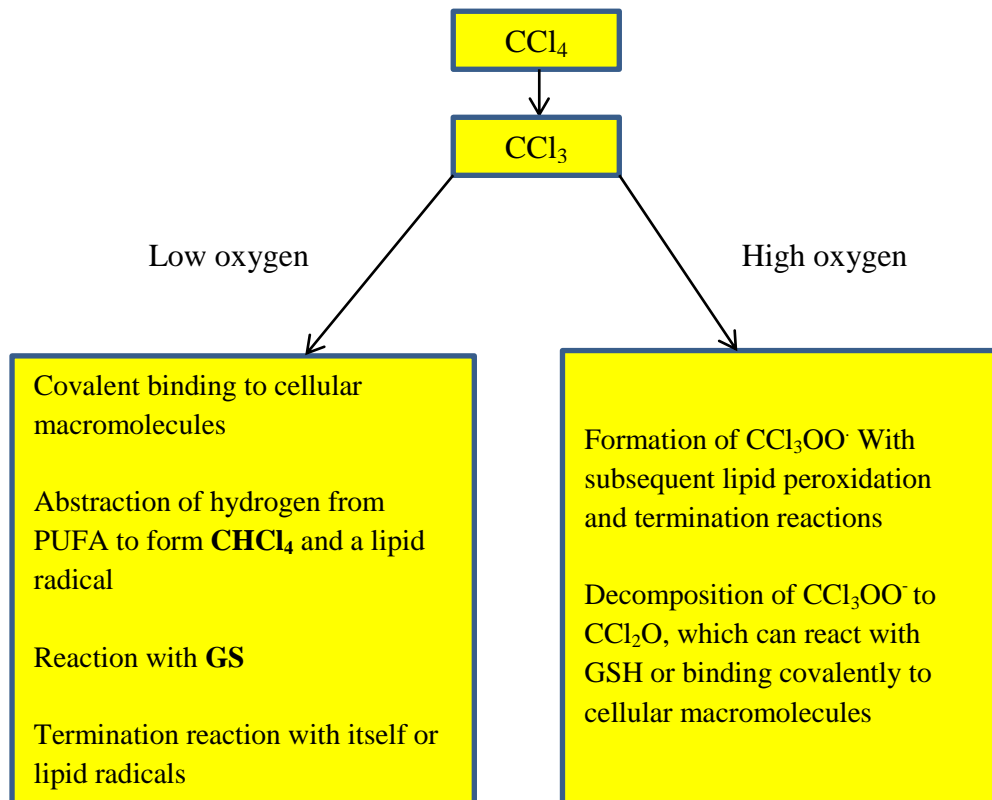 CCl₄
CCl₃
Low oxygen
High oxygen
Covalent binding to cellular
macromolecules
Abstraction of hydrogen from
PUFA to form CHCl₄ and a lipid
radical
Reaction with GS
Termination reaction with itself or
lipid radicals
Formation of CCl₃OO· With
subsequent lipid peroxidation
and termination reactions
Decomposition of CCl₃OO⁻ to
CCl₂O, which can react with
GSH or binding covalently to
cellular macromolecules